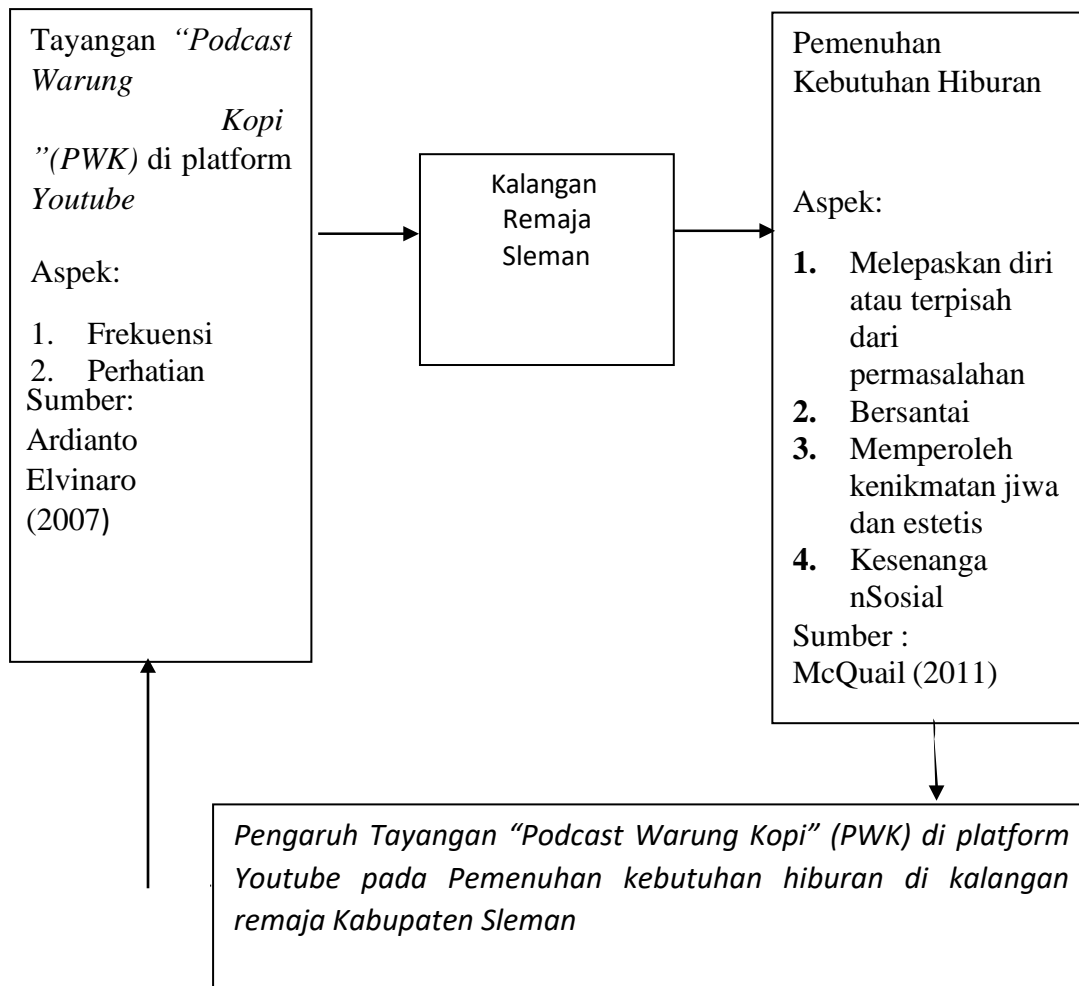 Tayangan “Podcast
Warung
Kopi
”(PWK) di platform
Youtube
Aspek:
1. Frekuensi
2. Perhatian
Sumber:
Ardianto
Elvinaro
(2007)
Kalangan
Remaja
Sleman
Pemenuhan
Kebutuhan Hiburan
Aspek:
1. Melepaskan diri
atau terpisah
dari
permasalahan
2. Bersantai
3. Memperoleh
kenikmatan jiwa
dan estetis
4. Kesenanga
nSosial
Sumber :
McQuail (2011)
Pengaruh Tayangan “Podcast Warung Kopi” (PWK) di platform
Youtube pada Pemenuhan kebutuhan hiburan di kalangan
remaja Kabupaten Sleman